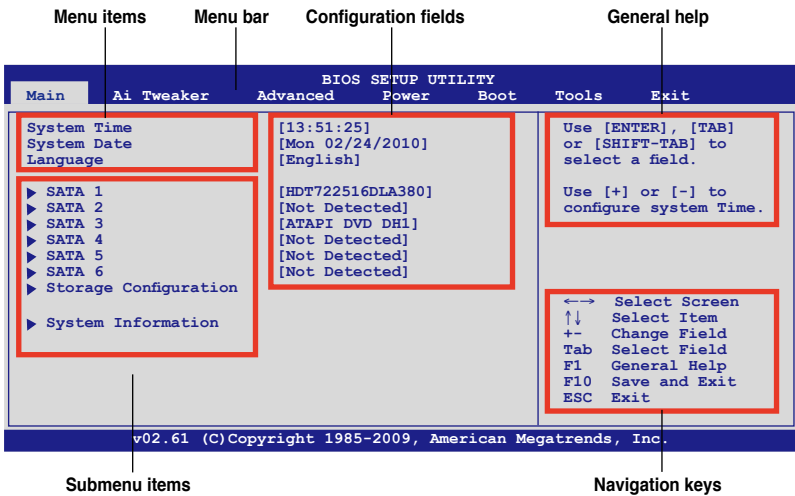 Menu items Menu bar Configuration fields General help
BIOS SETUP UTILITY
Main Ai Tweaker Advanced Power Boot Tools Exit
System Time [13:51:25]
System Date [Mon 02/24/2010]
Language [English]
▶ SATA 1 [HDT722516DLA380]
▶ SATA 2 [Not Detected]
▶ SATA 3 [ATAPI DVD DH1]
▶ SATA 4 [Not Detected]
▶ SATA 5 [Not Detected]
▶ SATA 6 [Not Detected]
▶ Storage Configuration
▶ System Information
Use [ENTER], [TAB]
or [SHIFT-TAB] to
select a field.
Use [+] or [-] to
configure system Time.
←→ Select Screen
↑↓ Select Item
+- Change Field
Tab Select Field
F1 General Help
F10 Save and Exit
ESC Exit
v02.61 (C)Copyright 1985-2009, American Megatrends, Inc.
Submenu items Navigation keys